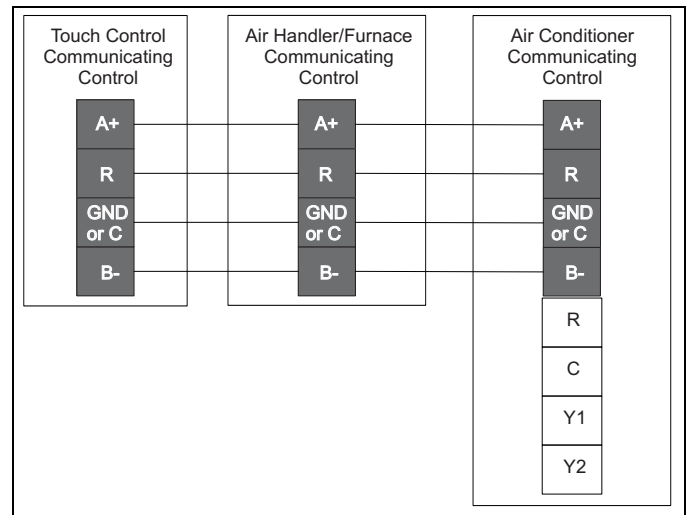 Touch Control
Communicating
Control
A+
R
GND
or C
B-
Air Handler/Furnace
Communicating
Control
A+
R
GND
or C
B-
Air Conditioner
Communicating
Control
A+
R
GND
or C
B-
R
C
Y1
Y2